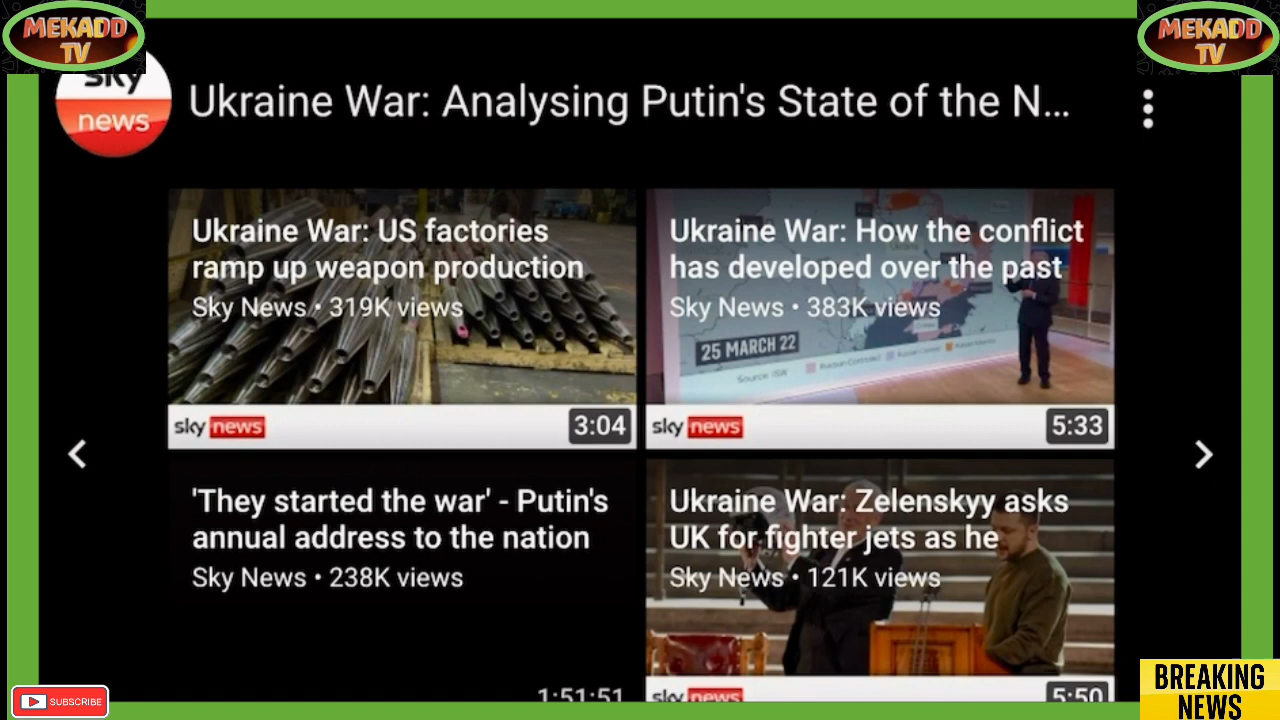 MEKADD
TV
MEKADD
TV
sky
news
Ukraine War: Analysing Putin's State of the N...
Ukraine War: US factories
ramp up weapon production
Sky News • 319K views
sky news
3:04
Ukraine War: How the conflict
has developed over the past
Sky News • 383K views
25 MARCH 22
Source: ISW
sky news
5:33
'They started the war' - Putin's
annual address to the nation
Sky News • 238K views
1:51:51
Ukraine War: Zelenskyy asks
UK for fighter jets as he
Sky News • 121K views
sky news
5:50
SUBSCRIBE
BREAKING
NEWS